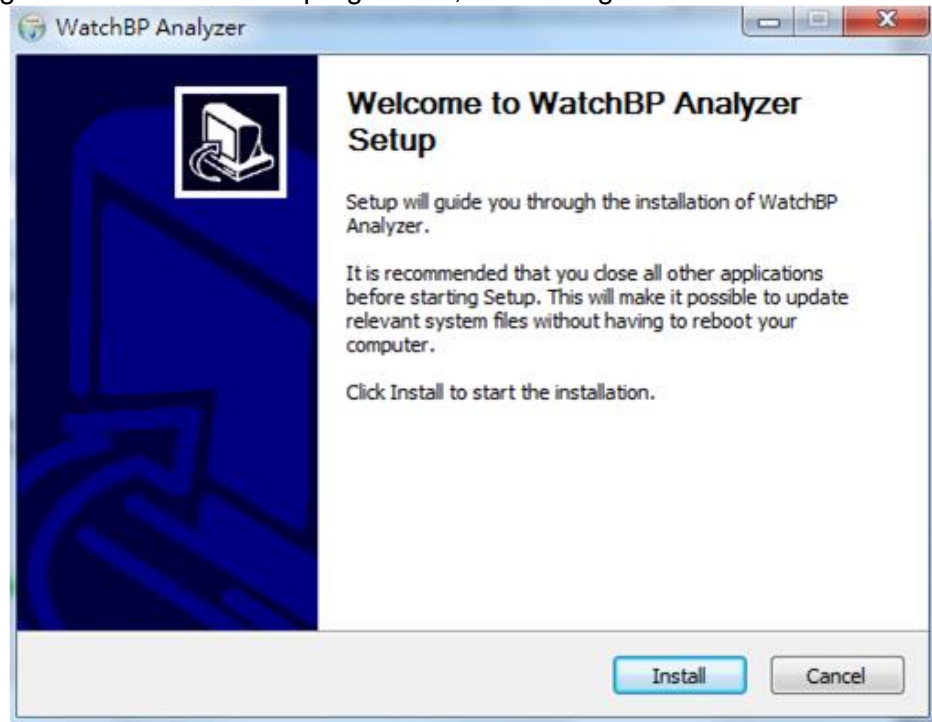 WatchBP Analyzer
Welcome to WatchBP Analyzer
Setup
Setup will guide you through the installation of WatchBP
Analyzer.
It is recommended that you close all other applications
before starting Setup. This will make it possible to update
relevant system files without having to reboot your
computer.
Click Install to start the installation.
Install
Cancel